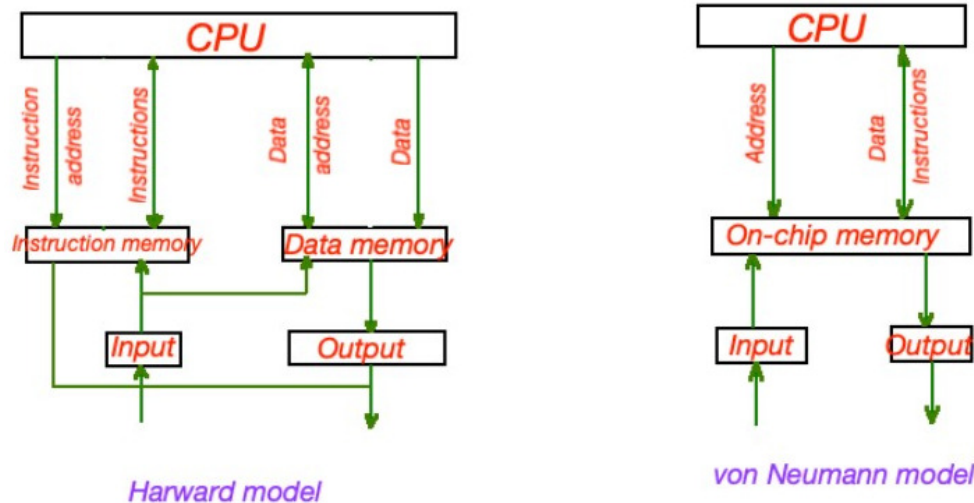 CPU
Instruction
address
Instructions
Data
address
Data
Instruction memory
Data memory
Input
Output
Harward model
CPU
Address
Data
Instructions
On-chip memory
Input
Output
von Neumann model